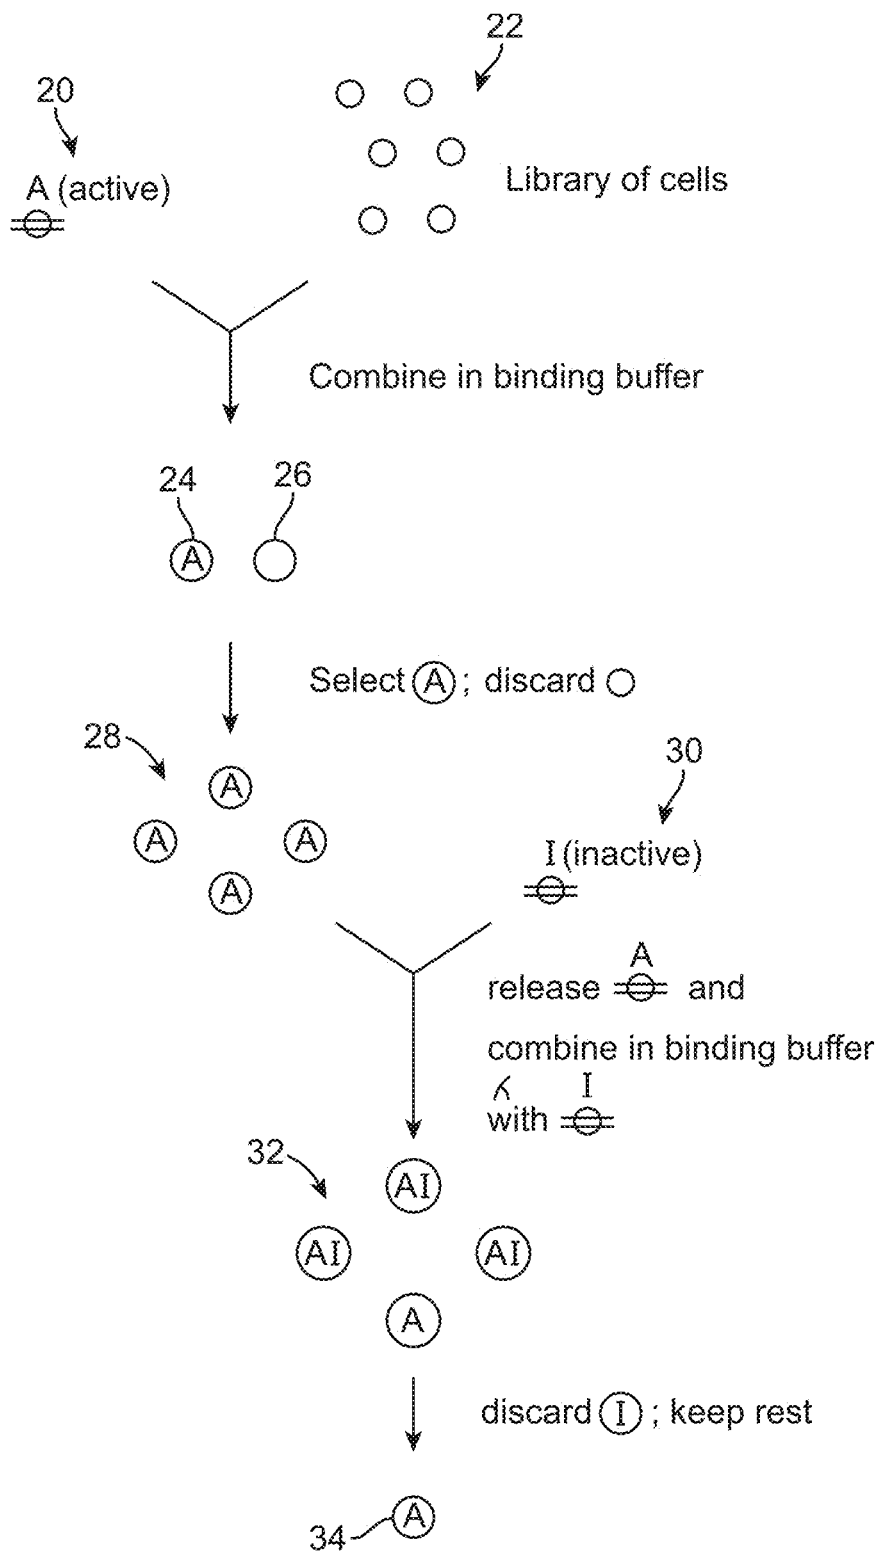 22
20
A (active)
Library of cells
Combine in binding buffer
24
26
A
Select A ; discard
28
A
A
A
A
30
I (inactive)
A
release and
combine in binding buffer
I
with
32
AI
AI
AI
A
discard I ; keep rest
A
34